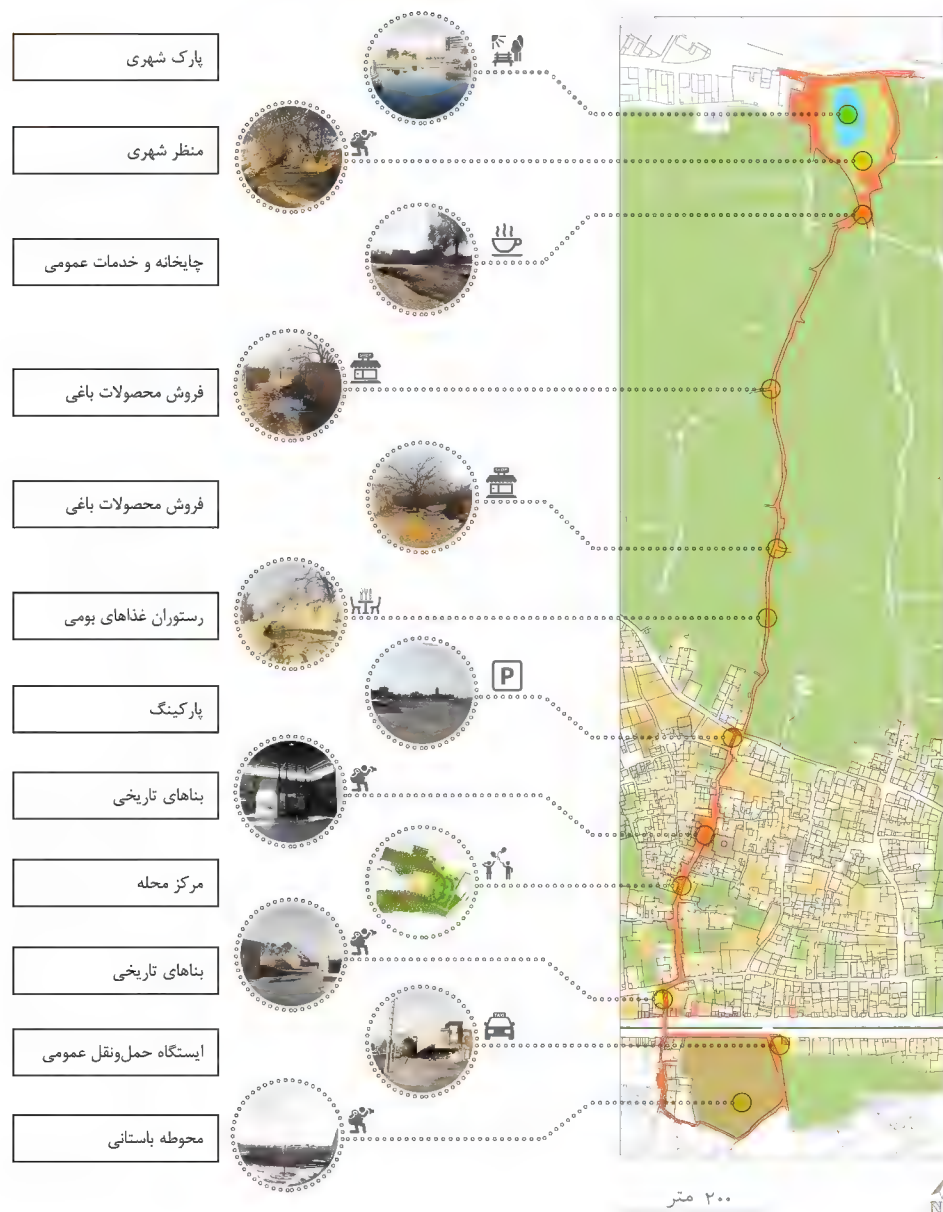 پارک شهری
منظر شهری
چایخانه و خدمات عمومی
فروش محصولات باغی
فروش محصولات باغی
رستوران غذاهای بومی
P
پارکینگ
بناهای تاریخی
مرکز محله
بناهای تاریخی
TAXI
ایستگاه حمل‌ونقل عمومی
محوطه باستانی
۲۰۰ متر
N